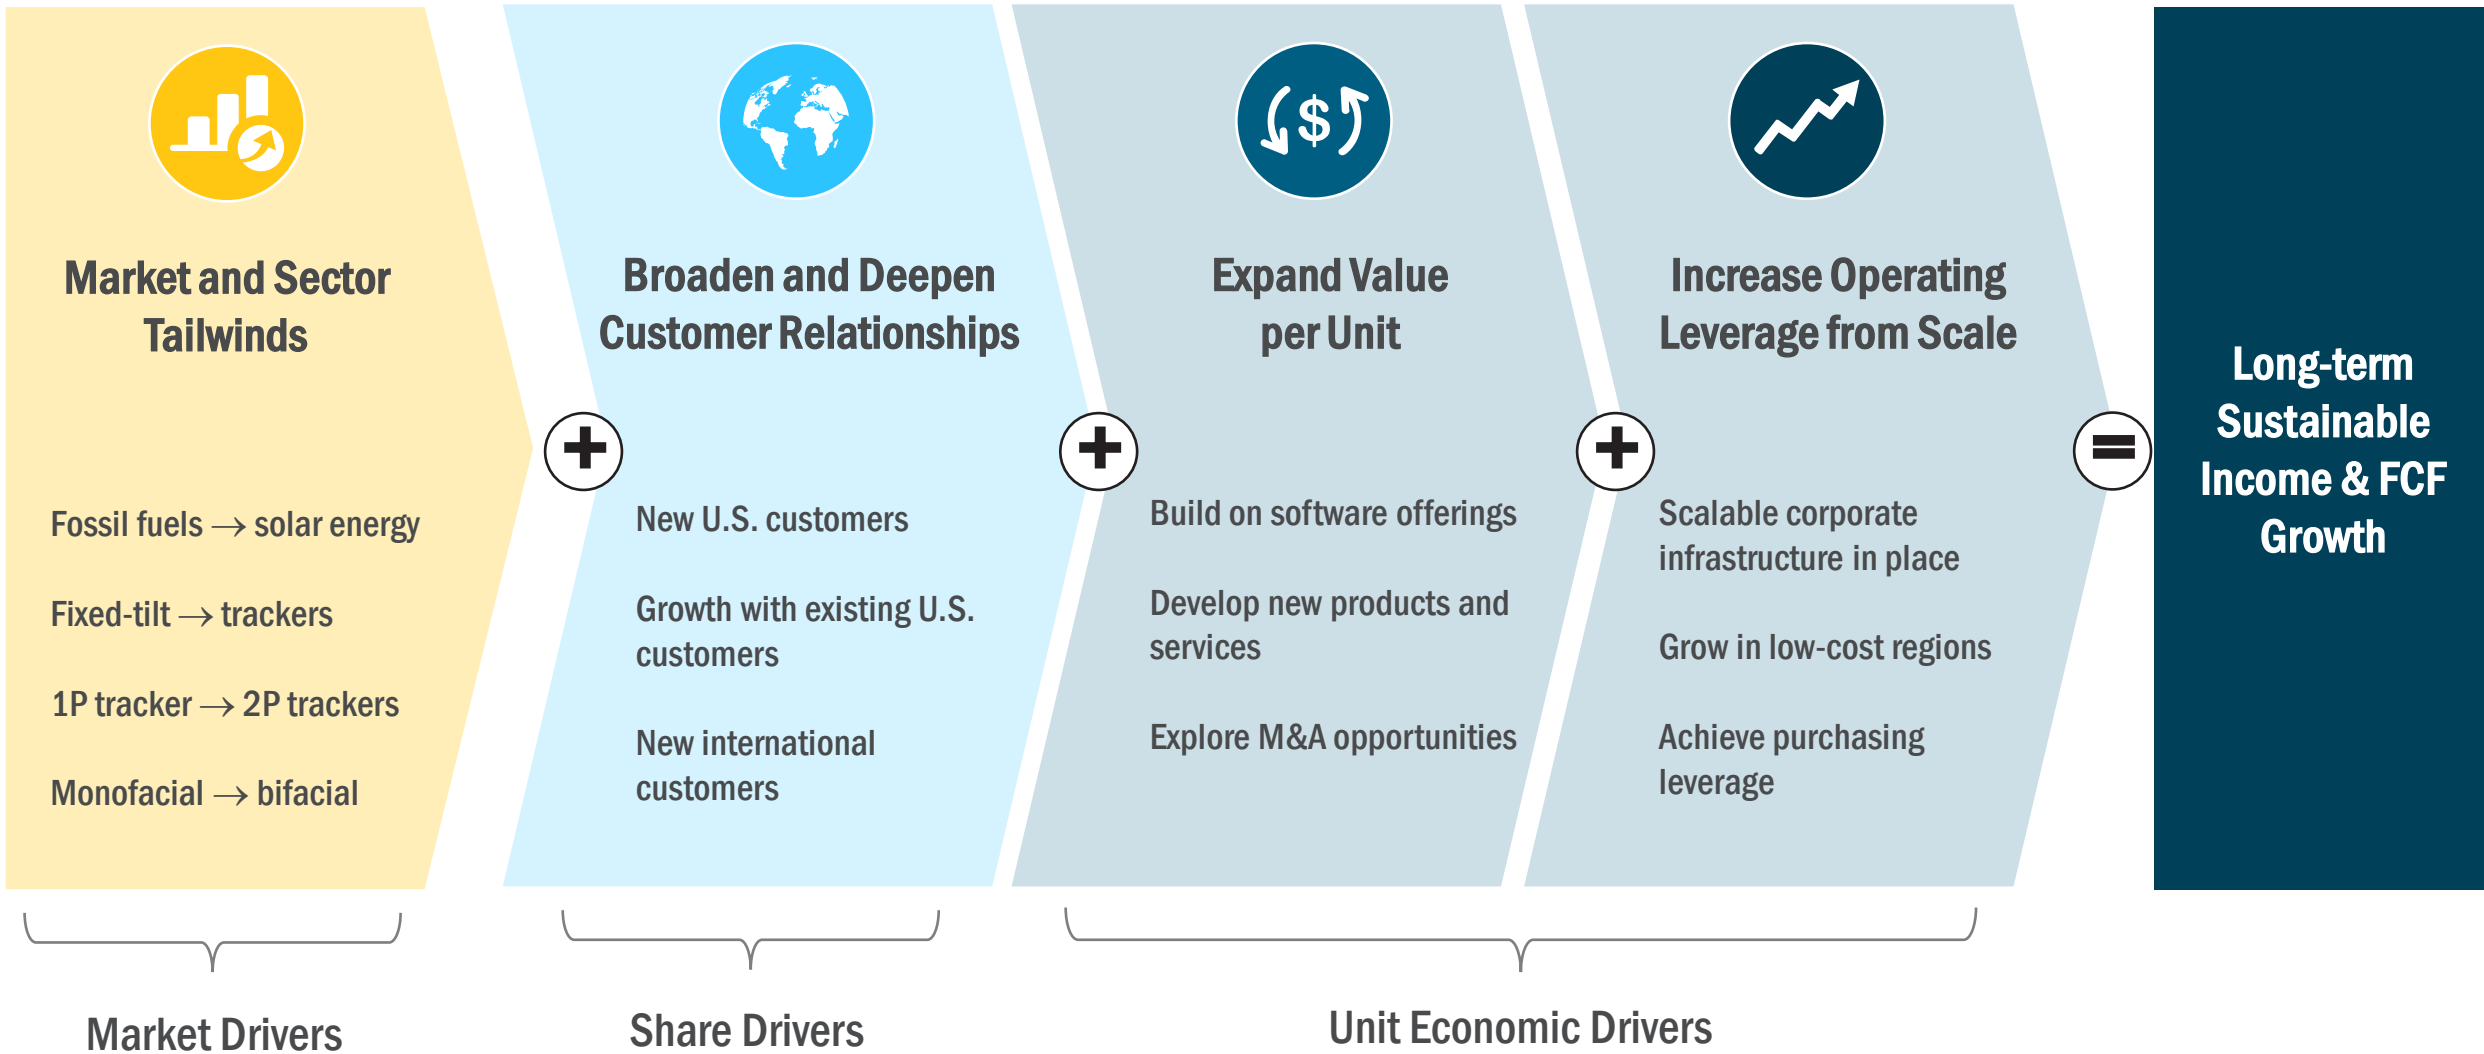 Market and Sector
Tailwinds
Fossil fuels → solar energy
Fixed-tilt → trackers
1P tracker → 2P trackers
Monofacial → bifacial
+
Broaden and Deepen
Customer Relationships
New U.S. customers
Growth with existing U.S.
customers
New international
customers
+
$
Expand Value
per Unit
Build on software offerings
Develop new products and
services
Explore M&A opportunities
+
Increase Operating
Leverage from Scale
Scalable corporate
infrastructure in place
Grow in low-cost regions
Achieve purchasing
leverage
=
Long-term
Sustainable
Income & FCF
Growth
Market Drivers
Share Drivers
Unit Economic Drivers